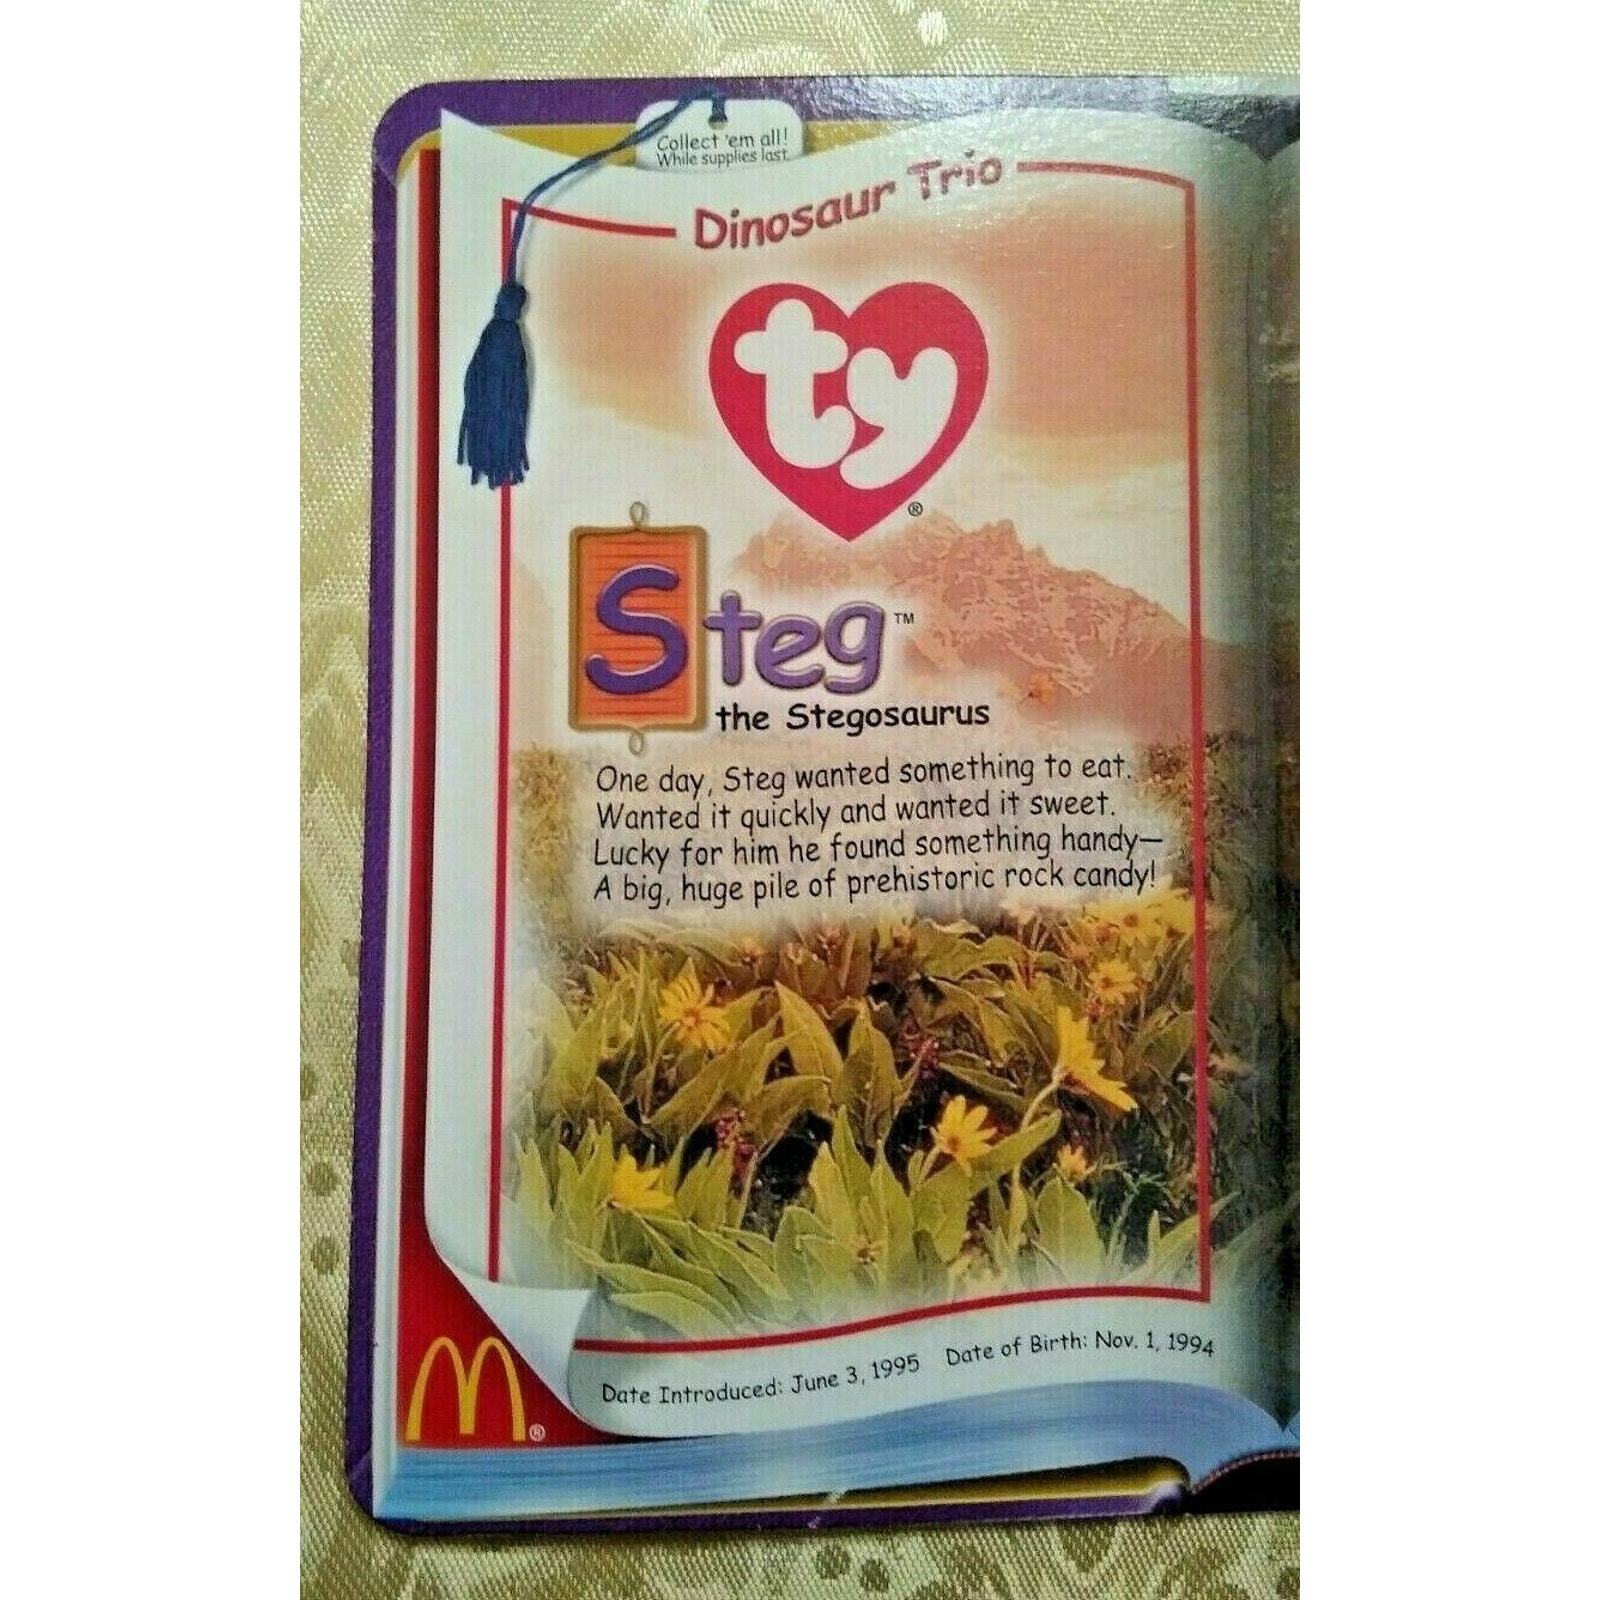 Collect 'em all!
While supplies last.
Dinosaur Trio
ty®
Steg™
the Stegosaurus
One day, Steg wanted something to eat.
Wanted it quickly and wanted it sweet.
Lucky for him he found something handy—
A big, huge pile of prehistoric rock candy!
Date Introduced: June 3, 1995 Date of Birth: Nov. 1, 1994
M®